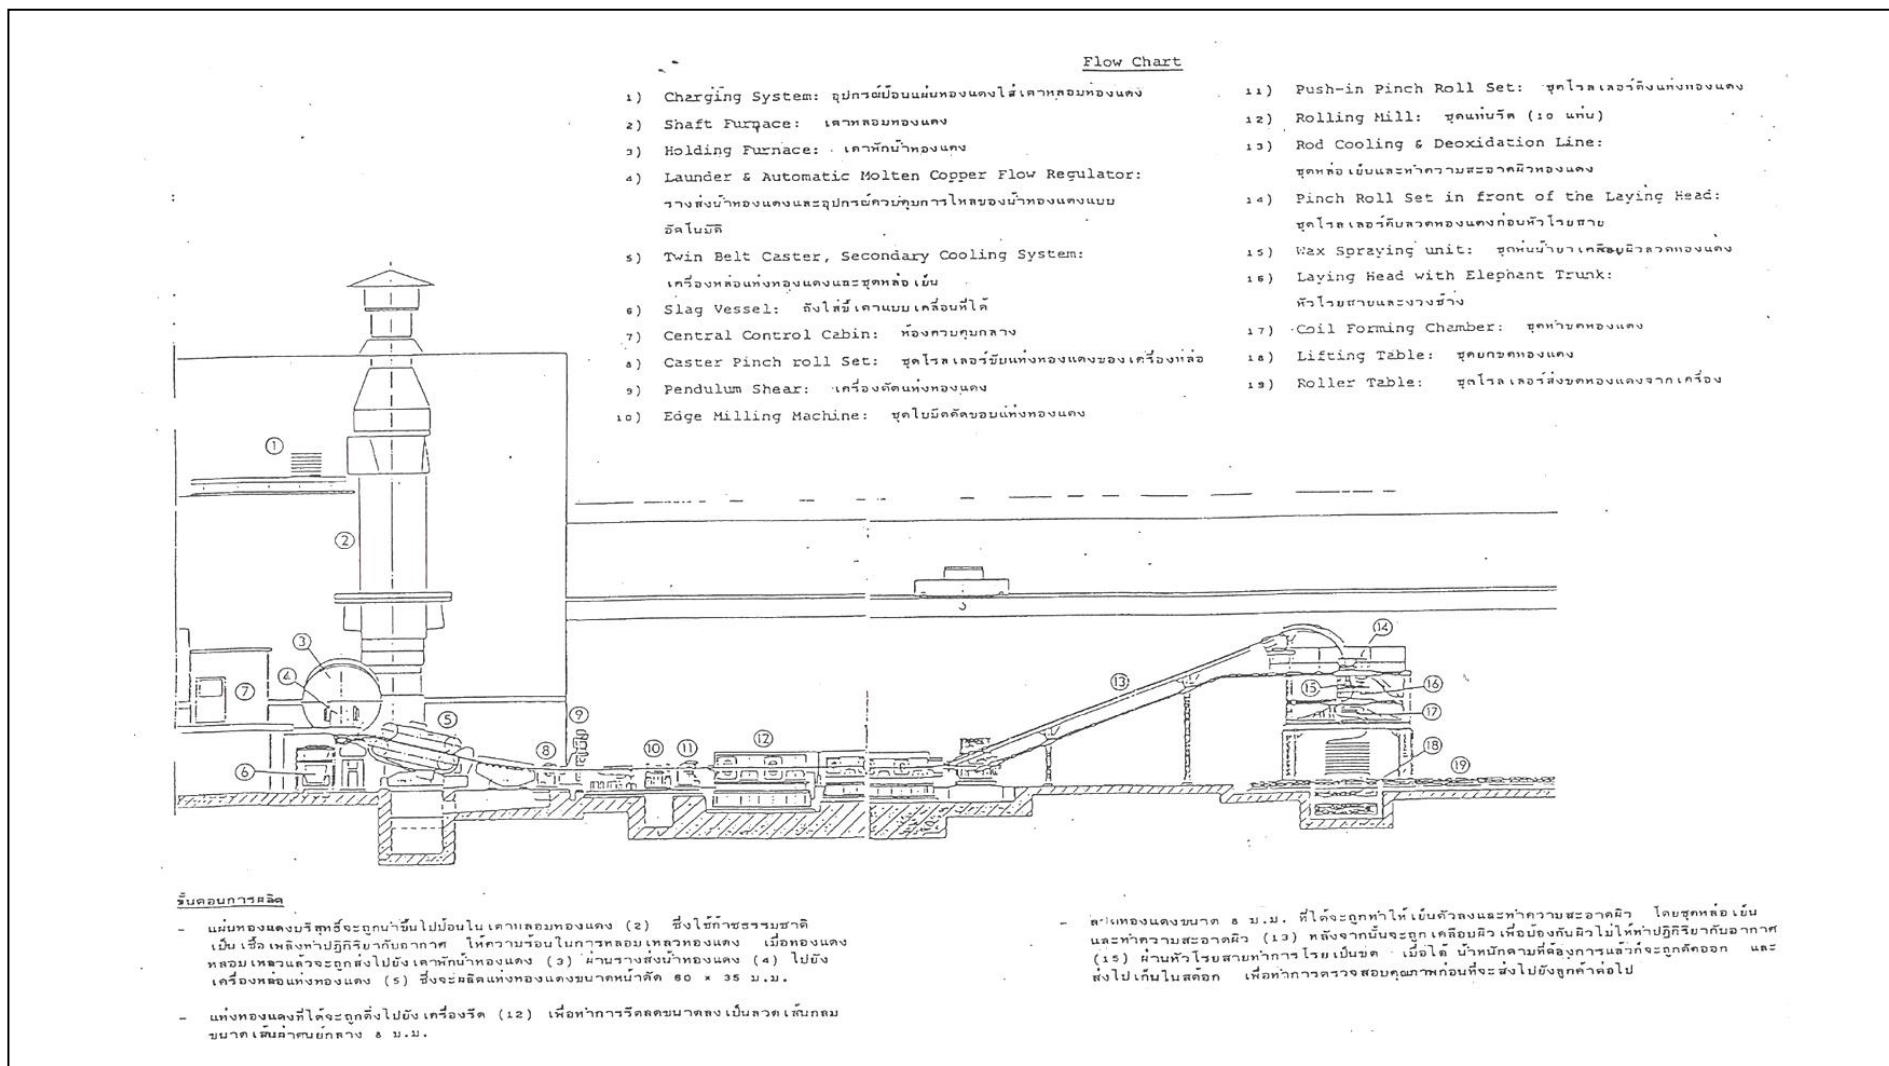 Flow Chart
1) Charging System: อุปกรณ์ป้อนแผ่นทองแดงใส่เตาหลอมทองแดง
2) Shaft Furnace: เตาหลอมทองแดง
3) Holding Furnace: เตาพักน้ำทองแดง
4) Launder & Automatic Molten Copper Flow Regulator:
รางส่งน้ำทองแดงและอุปกรณ์ควบคุมการไหลของน้ำทองแดงแบบ
อัตโนมัติ
5) Twin Belt Caster, Secondary Cooling System:
เครื่องหล่อแท่งทองแดงและชุดหล่อเย็น
6) Slag Vessel: ถังใส่ขี้เตาแบบเคลื่อนที่ได้
7) Central Control Cabin: ห้องควบคุมกลาง
8) Caster Pinch roll Set: ชุดโรลเลอร์ขับแท่งทองแดงของเครื่องหล่อ
9) Pendulum Shear: เครื่องตัดแท่งทองแดง
10) Edge Milling Machine: ชุดใบมีดตัดขอบแท่งทองแดง
11) Push-in Pinch Roll Set: ชุดโรลเลอร์ดึงแท่งทองแดง
12) Rolling Mill: ชุดแท่นรีด (10 แท่น)
13) Rod Cooling & Deoxidation Line:
ชุดหล่อเย็นและทำความสะอาดผิวทองแดง
14) Pinch Roll Set in front of the Laying Head:
ชุดโรลเลอร์คีบลวดทองแดงก่อนหัวโรยสาย
15) Wax Spraying unit: ชุดพ่นน้ำยาเคลือบผิวลวดทองแดง
16) Laying Head with Elephant Trunk:
หัวโรยสายและงวงช้าง
17) Coil Forming Chamber: ชุดทำขดทองแดง
18) Lifting Table: ชุดยกขดทองแดง
19) Roller Table: ชุดโรลเลอร์ส่งขดทองแดงจากเครื่อง
1
2
3
4
7
5
6
8
9
10
11
12
13
14
15
16
17
18
19
ขั้นตอนการผลิต
- แผ่นทองแดงบริสุทธิ์จะถูกนำขึ้นไปป้อนในเตาหลอมทองแดง (2) ซึ่งใช้ก๊าซธรรมชาติ
เป็นเชื้อเพลิงทำปฏิกิริยากับอากาศ ให้ความร้อนในการหลอมเหลวทองแดง เมื่อทองแดง
หลอมเหลวแล้วจะถูกส่งไปยังเตาพักน้ำทองแดง (3) ผ่านรางส่งน้ำทองแดง (4) ไปยัง
เครื่องหล่อแท่งทองแดง (5) ซึ่งจะผลิตแท่งทองแดงขนาดหน้าตัด 60 × 35 ม.ม.
- แท่งทองแดงที่ได้จะถูกดึงไปยังเครื่องรีด (12) เพื่อทำการรีดลดขนาดลงเป็นลวดเส้นกลม
ขนาดเส้นผ่าศูนย์กลาง 8 ม.ม.
- ลวดทองแดงขนาด 8 ม.ม. ที่ได้จะถูกทำให้เย็นตัวลงและทำความสะอาดผิว โดยชุดหล่อเย็น
และทำความสะอาดผิว (13) หลังจากนั้นจะถูกเคลือบผิวเพื่อป้องกันผิวไม่ให้ทำปฏิกิริยากับอากาศ
(15) ผ่านหัวโรยสายทำการโรยเป็นขด เมื่อได้น้ำหนักตามที่ต้องการแล้วก็จะถูกตัดออก และ
ส่งไปเก็บในสต้อก เพื่อทำการตรวจสอบคุณภาพก่อนที่จะส่งไปยังลูกค้าต่อไป